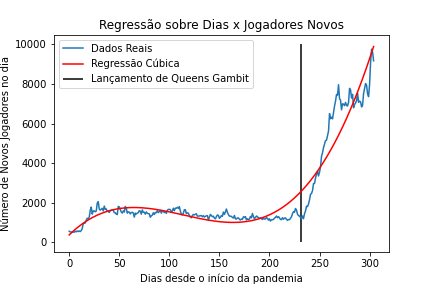 Regressão sobre Dias x Jogadores Novos
Número de Novos Jogadores no dia
10000
8000
6000
4000
2000
0
Dados Reais
Regressão Cúbica
Lançamento de Queens Gambit
0
50
100
150
200
250
300
Dias desde o início da pandemia